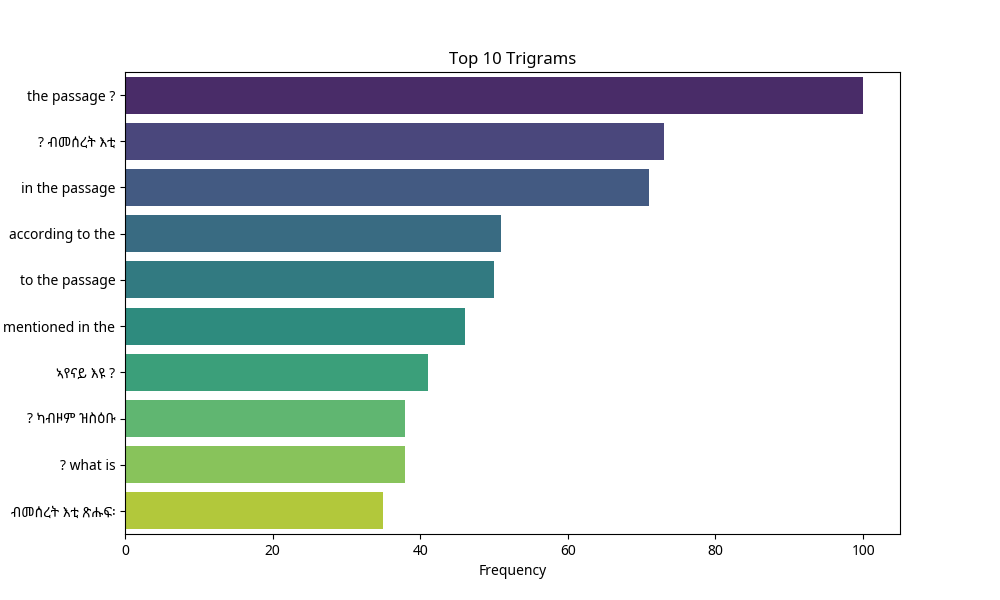 Top 10 Trigrams
the passage ?
? ብመሰረት እቲ
in the passage
according to the
to the passage
mentioned in the
ኣየናይ እዩ ?
? ካብዞም ዝስዕቡ
? what is
ብመሰረት እቲ ጽሑፍ፡
0 20 40 60 80 100
Frequency